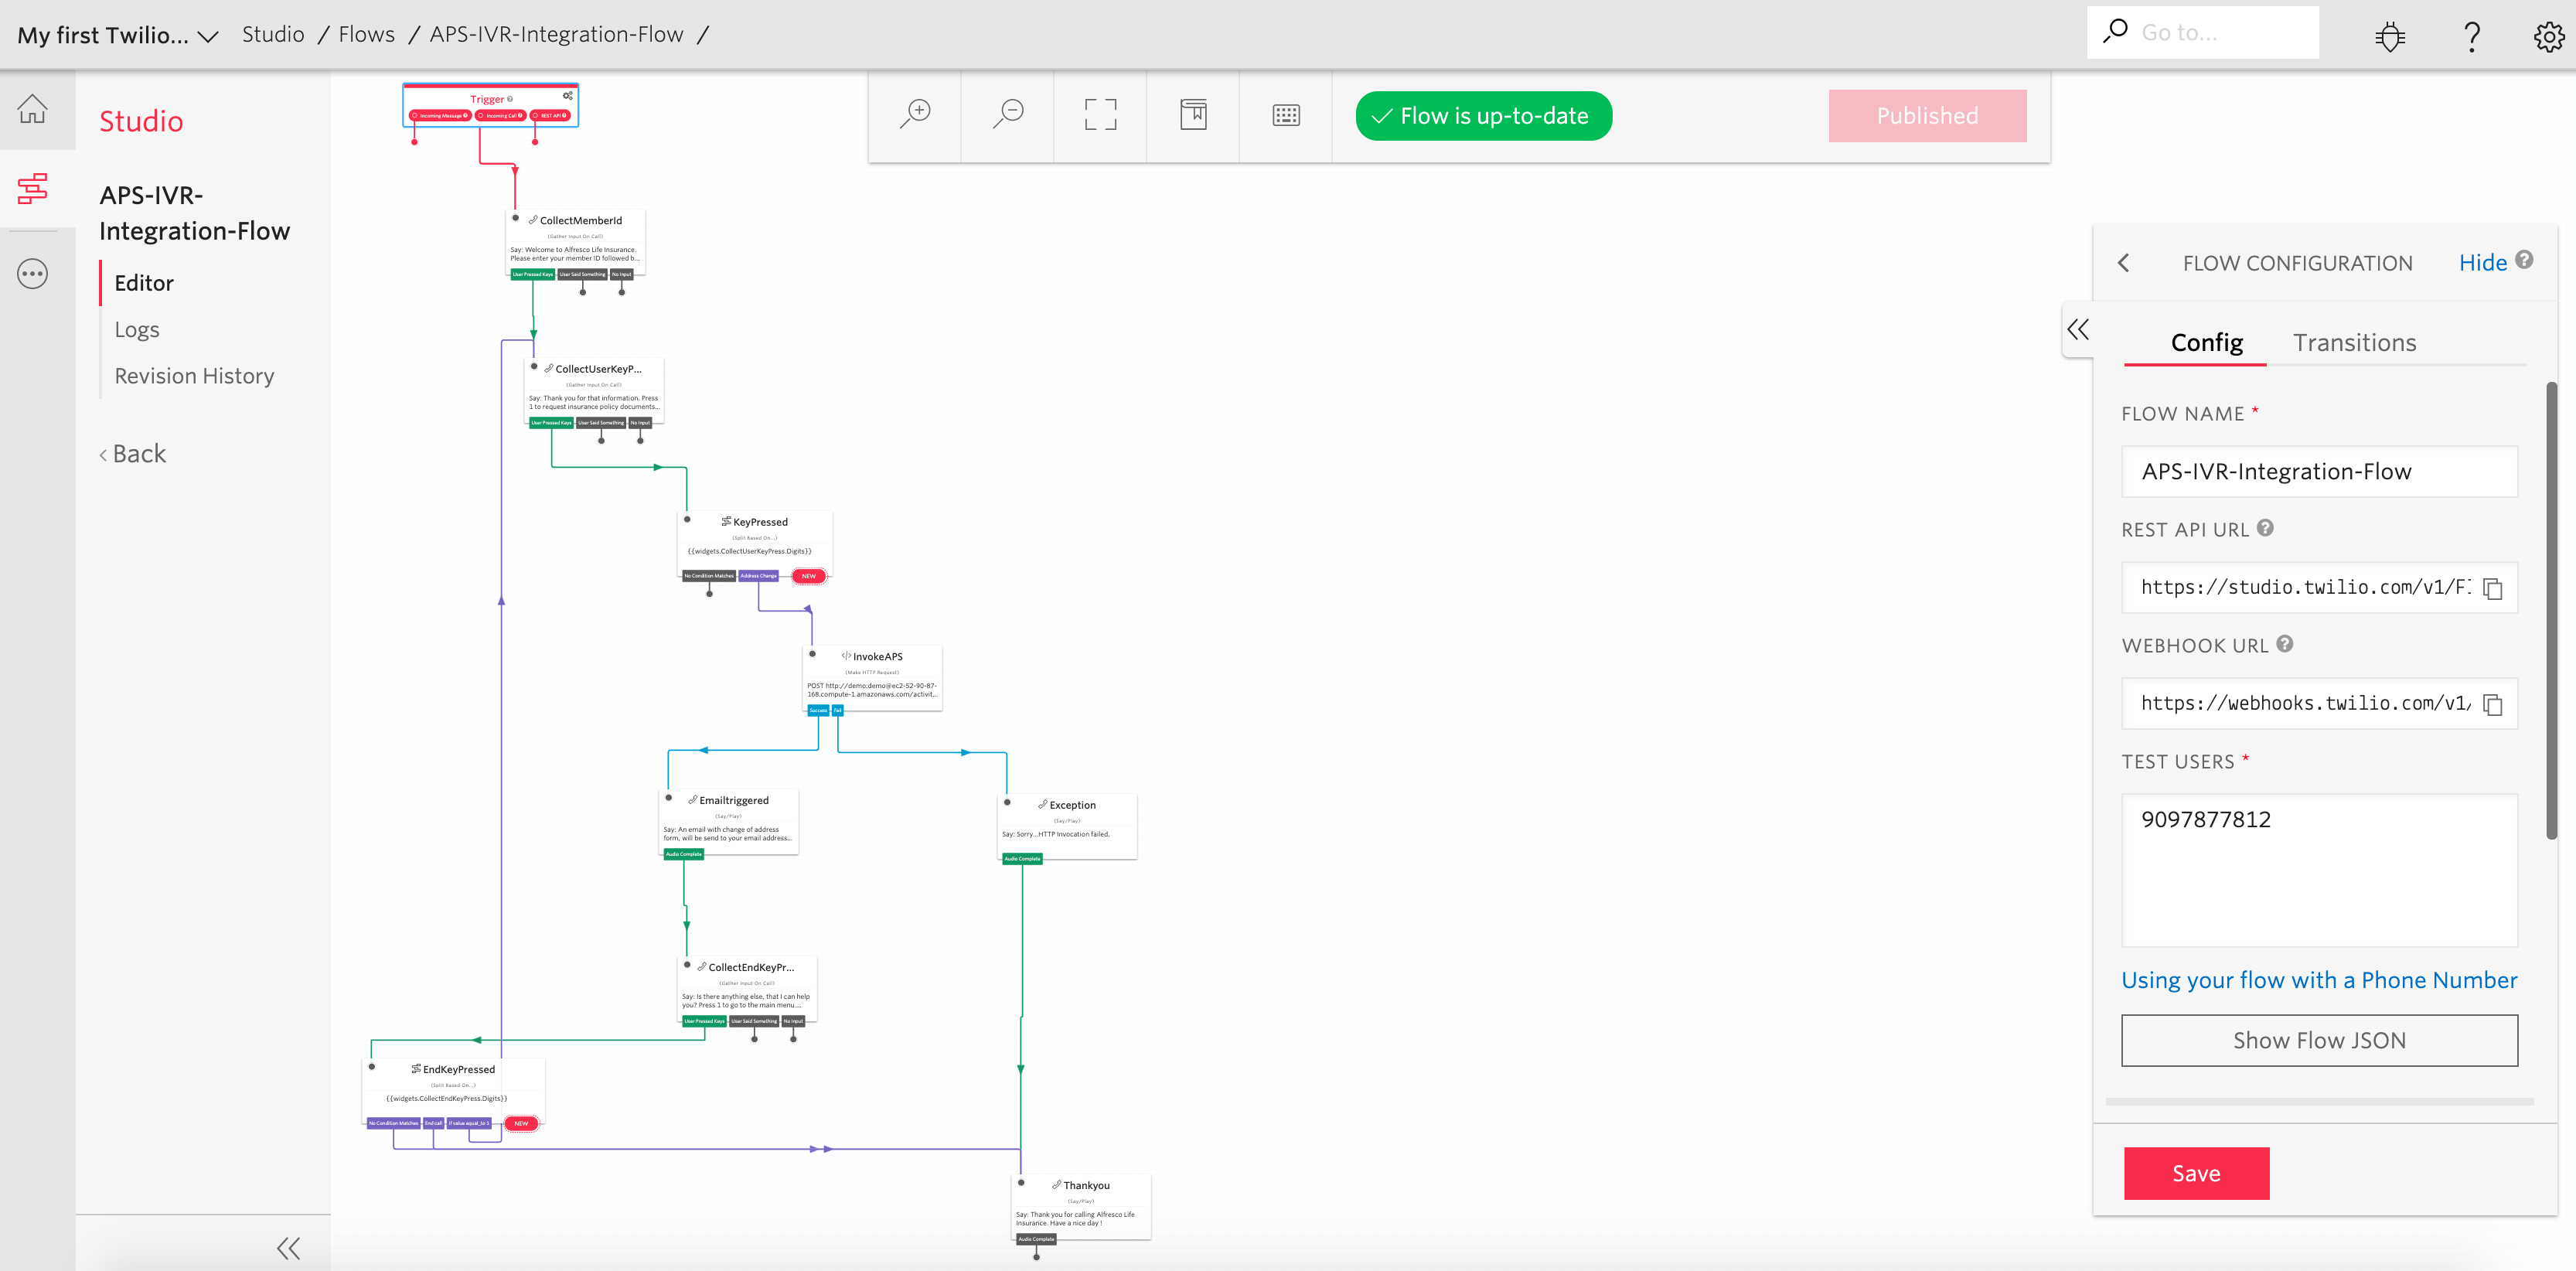 My first Twilio...
Studio / Flows / APS-IVR-Integration-Flow /
Go to...
Studio
APS-IVR-
Integration-Flow
Editor
Logs
Revision History
Back
Flow is up-to-date
Published
Trigger
Incoming Message
Incoming Call
REST API
CollectMemberId
(Gather Input On Call)
Say: Welcome to Alfresco Life Insurance.
Please enter your member ID followed b...
User Pressed Keys
User Said Something
No Input
CollectUserKeyP...
(Gather Input On Call)
Say: Thank you for that information. Press
1 to request insurance policy documents...
User Pressed Keys
User Said Something
No Input
KeyPressed
(Split Based On...)
{{widgets.CollectUserKeyPress.Digits}}
No Condition Matches
Address Change
NEW
InvokeAPS
(Make HTTP Request)
POST http://demo:demo@ec2-52-90-87-
168.compute-1.amazonaws.com/activit...
Success
Fail
Emailtriggered
(Say/Play)
Say: An email with change of address
form, will be send to your email address...
Audio Complete
Exception
(Say/Play)
Say: Sorry...HTTP Invocation failed.
Audio Complete
CollectEndKeyPr...
(Gather Input On Call)
Say: Is there anything else, that I can help
you? Press 1 to go to the main menu....
User Pressed Keys
User Said Something
No Input
EndKeyPressed
(Split Based On...)
{{widgets.CollectEndKeyPress.Digits}}
No Condition Matches
End call
If value equal_to 1
NEW
Thankyou
(Say/Play)
Say: Thank you for calling Alfresco Life
Insurance. Have a nice day !
Audio Complete
FLOW CONFIGURATION
Hide
Config
Transitions
FLOW NAME *
APS-IVR-Integration-Flow
REST API URL
https://studio.twilio.com/v1/Fl
WEBHOOK URL
https://webhooks.twilio.com/v1/
TEST USERS *
9097877812
Using your flow with a Phone Number
Show Flow JSON
Save